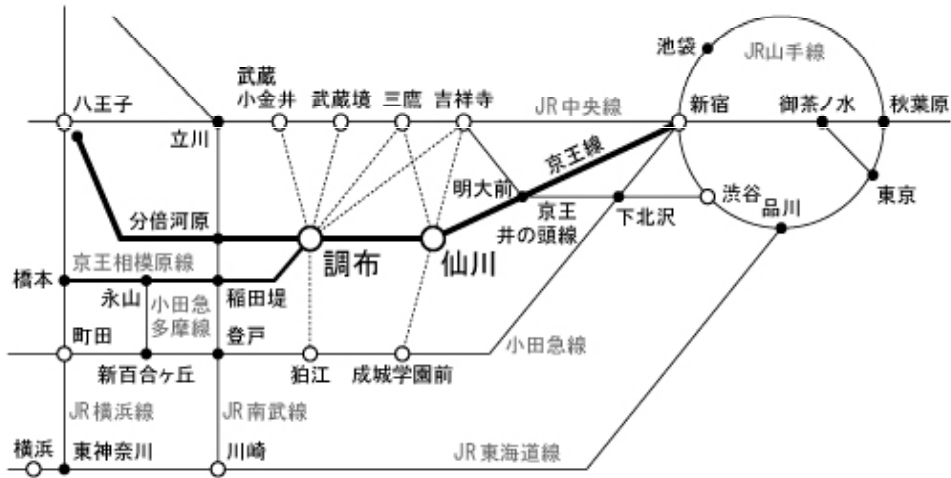 池袋
JR山手線
武蔵
小金井
武蔵境
三鷹
吉祥寺
八王子
JR中央線
新宿
御茶ノ水
秋葉原
立川
京王線
明大前
渋谷
東京
分倍河原
京王
井の頭線
下北沢
品川
調布
仙川
京王相模原線
橋本
永山
小田急
多摩線
稲田堤
町田
登戸
小田急線
新百合ヶ丘
狛江
成城学園前
JR横浜線
JR南武線
横浜
東神奈川
川崎
JR東海道線